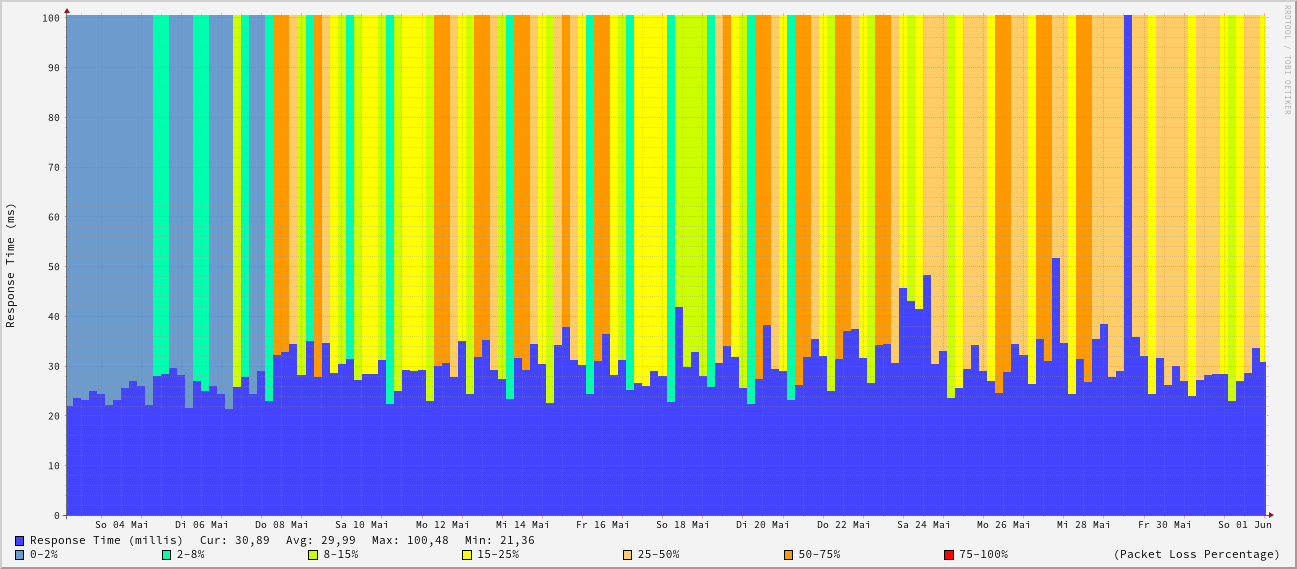 100
90
80
70
60
50
40
30
20
10
0
Response Time (ms)
RRDTOOL / TOBI OETIKER
So 04 Mai Di 06 Mai Do 08 Mai Sa 10 Mai Mo 12 Mai Mi 14 Mai Fr 16 Mai So 18 Mai Di 20 Mai Do 22 Mai Sa 24 Mai Mo 26 Mai Mi 28 Mai Fr 30 Mai So 01 Jun
Response Time (millis) Cur: 30,89 Avg: 29,99 Max: 100,48 Min: 21,36
0-2% 2-8% 8-15% 15-25% 25-50% 50-75% 75-100% (Packet Loss Percentage)